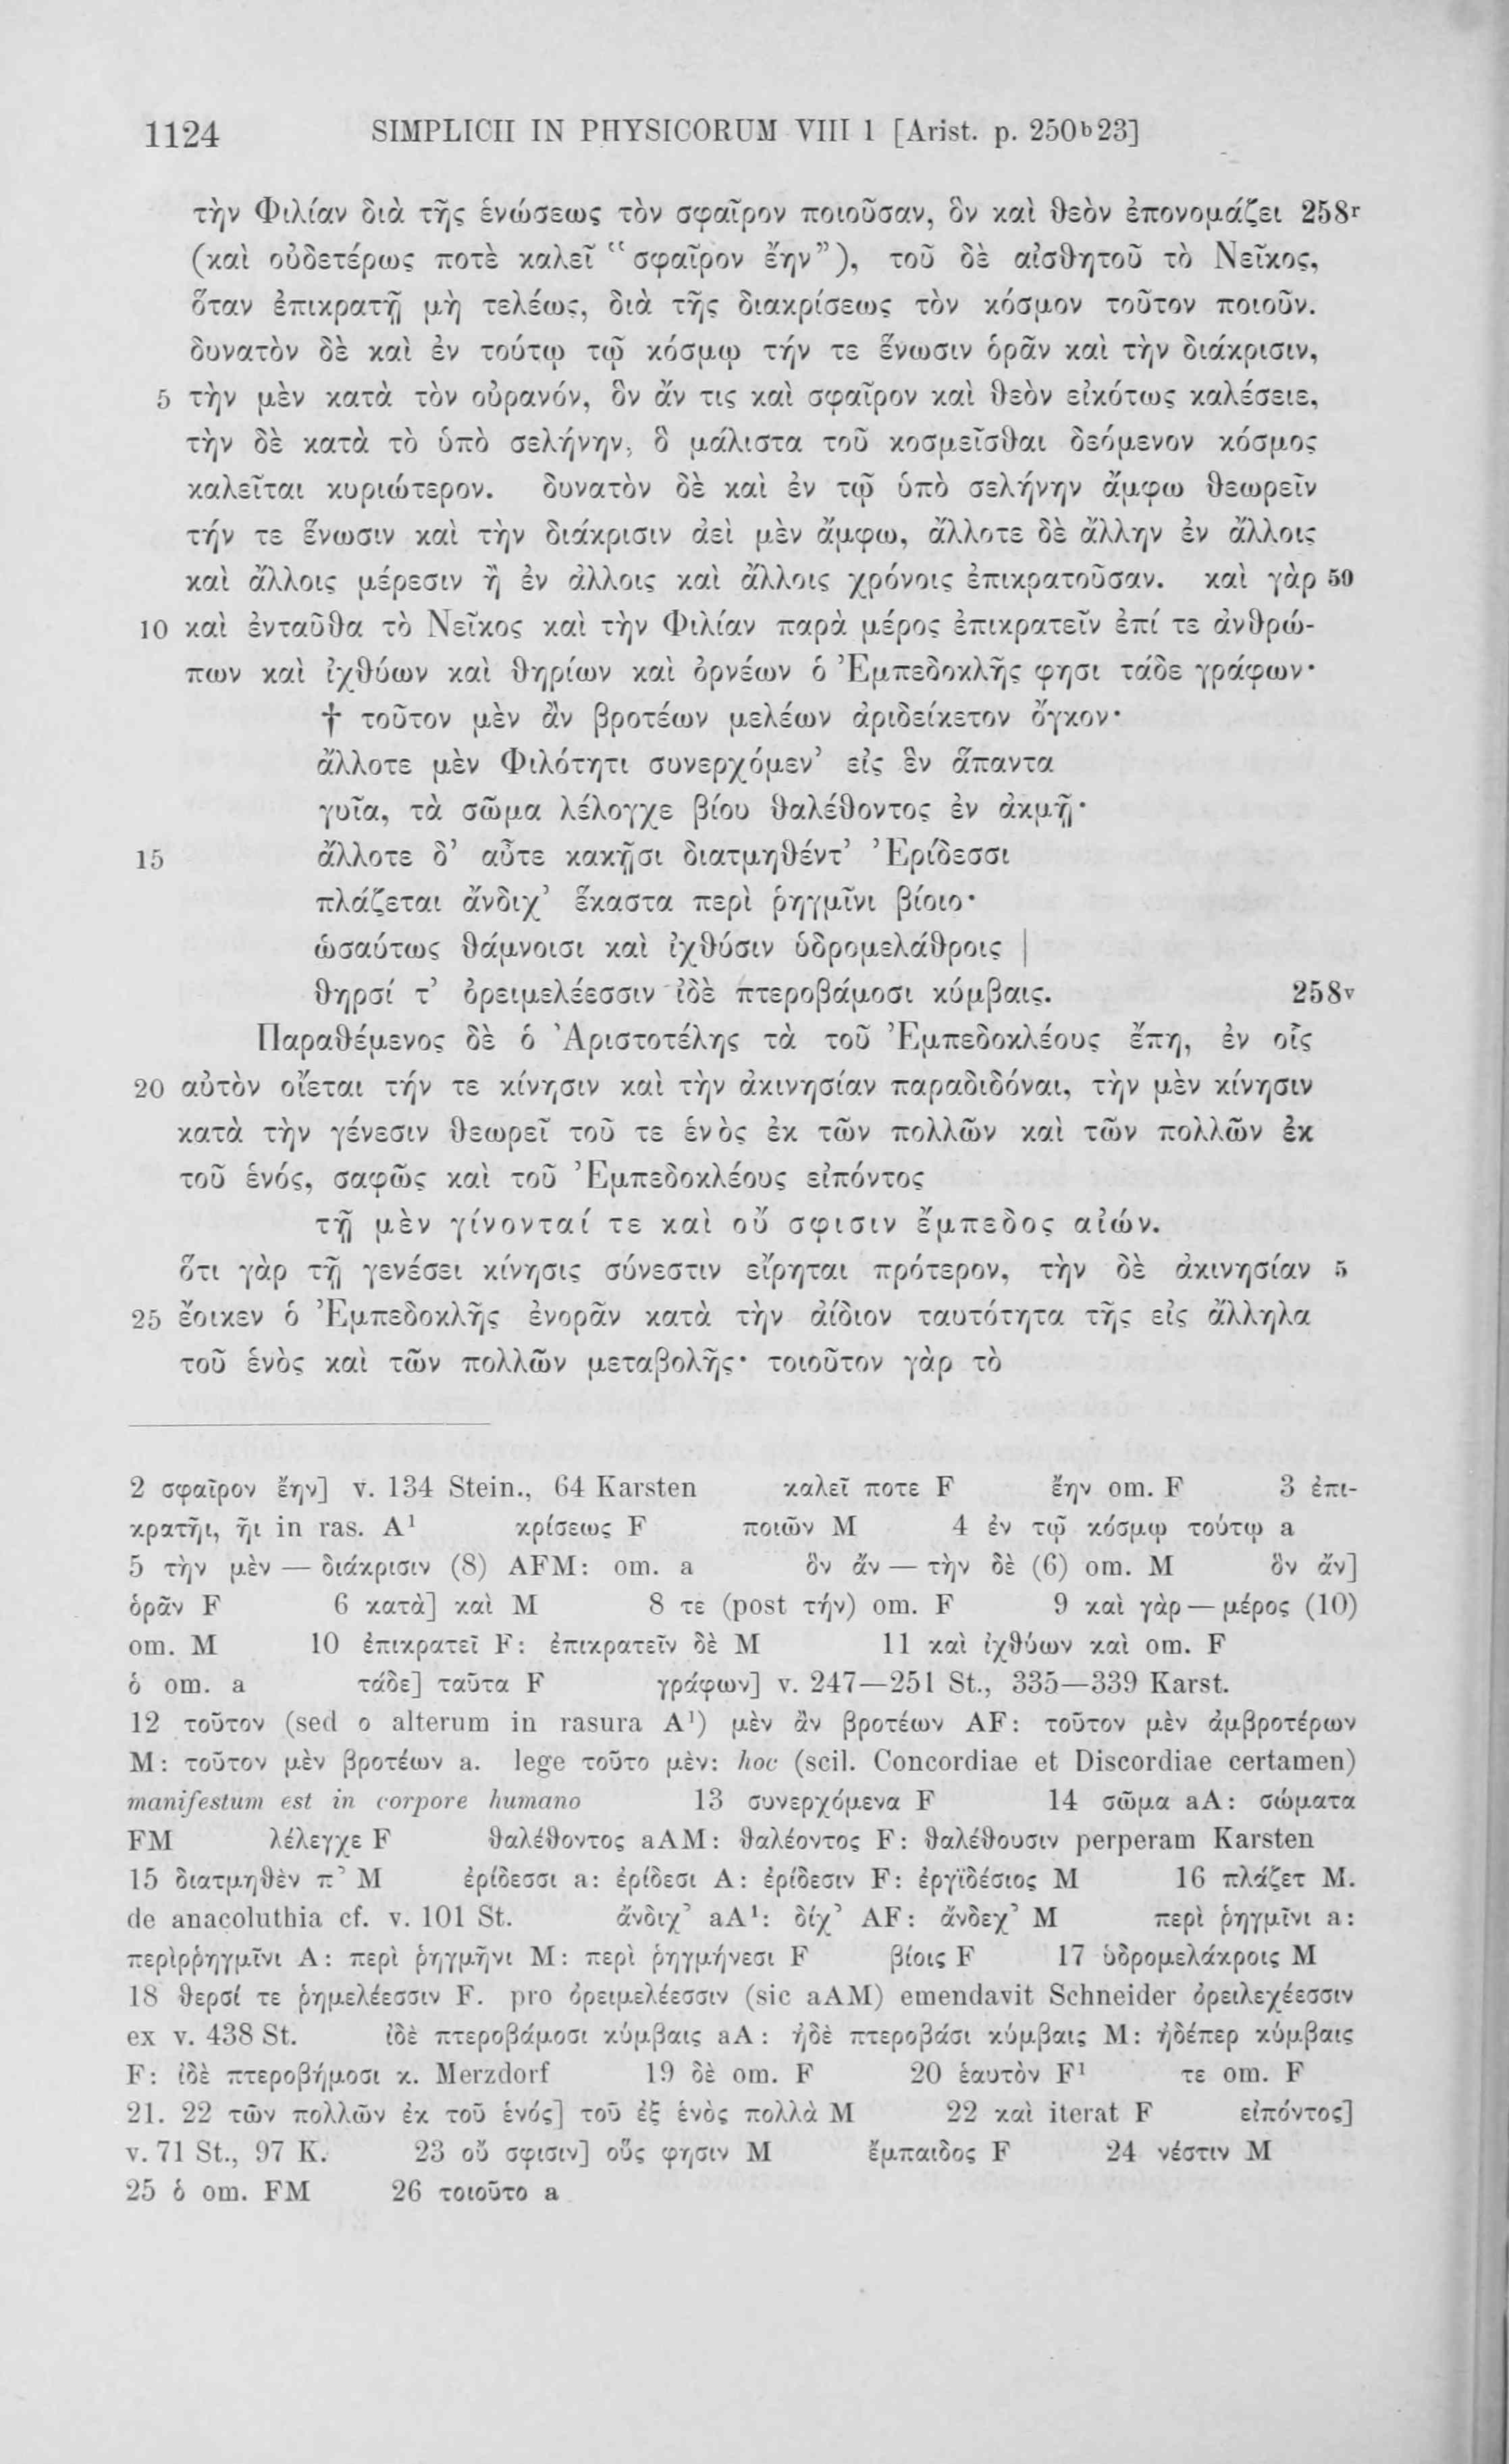 1124 SIMPLICII IN PHYSICORUM VIII 1 [Arist. p. 250b23]
τὴν Φιλίαν διὰ τῆς ἑνώσεως τὸν σφαῖρον ποιοῦσαν, ὃν καὶ θεὸν ἐπονομάζει 258r
(καὶ οὐδετέρως ποτὲ καλεῖ “σφαῖρον ἔην”), τοῦ δὲ αἰσθητοῦ τὸ Νεῖκος,
ὅταν ἐπικρατῇ μὴ τελέως, διὰ τῆς διακρίσεως τὸν κόσμον τοῦτον ποιοῦν.
δυνατὸν δὲ καὶ ἐν τούτῳ τῷ κόσμῳ τήν τε ἕνωσιν ὁρᾶν καὶ τὴν διάκρισιν,
5 τὴν μὲν κατὰ τὸν οὐρανόν, ὃν ἄν τις καὶ σφαῖρον καὶ θεὸν εἰκότως καλέσειε,
τὴν δὲ κατὰ τὸ ὑπὸ σελήνην, ὃ μάλιστα τοῦ κοσμεῖσθαι δεόμενον κόσμος
καλεῖται κυριώτερον. δυνατὸν δὲ καὶ ἐν τῷ ὑπὸ σελήνην ἄμφω θεωρεῖν
τήν τε ἕνωσιν καὶ τὴν διάκρισιν ἀεὶ μὲν ἄμφω, ἄλλοτε δὲ ἄλλην ἐν ἄλλοις
καὶ ἄλλοις μέρεσιν ἢ ἐν ἀλλοις καὶ ἄλλοις χρόνοις ἐπικρατοῦσαν. καὶ γὰρ 50
10 καὶ ἐνταῦθα τὸ Νεῖκος καὶ τὴν Φιλίαν παρὰ μέρος ἐπικρατεῖν ἐπί τε ἀνθρώ-
πων καὶ ἰχθύων καὶ θηρίων καὶ ὀρνέων ὁ Ἐμπεδοκλῆς φησι τάδε γράφων·
† τοῦτον μὲν ἂν βροτέων μελέων ἀριδείκετον ὄγκον·
ἄλλοτε μὲν Φιλότητι συνερχόμεν’ εἰς ἓν ἅπαντα
γυῖα, τὰ σῶμα λέλογχε βίου θαλέθοντος ἐν ἀκμῇ·
15 ἄλλοτε δ’ αὖτε κακῇσι διατμηθέντ’ Ἐρίδεσσι
πλάζεται ἄνδιχ’ ἕκαστα περὶ ῥηγμῖνι βίοιο·
ὡσαύτως θάμνοισι καὶ ἰχθύσιν ὑδρομελάθροις |
θηρσί τ’ ὀρειμελέεσσιν ἰδὲ πτεροβάμοσι κύμβαις. 258v
Παραθέμενος δὲ ὁ Ἀριστοτέλης τὰ τοῦ Ἐμπεδοκλέους ἔπη, ἐν οἷς
20 αὐτὸν οἴεται τήν τε κίνησιν καὶ τὴν ἀκινησίαν παραδιδόναι, τὴν μὲν κίνησιν
κατὰ τὴν γένεσιν θεωρεῖ τοῦ τε ἑνὸς ἐκ τῶν πολλῶν καὶ τῶν πολλῶν ἐκ
τοῦ ἑνός, σαφῶς καὶ τοῦ Ἐμπεδοκλέους εἰπόντος
τῇ μὲν γίνονταί τε καὶ οὔ σφισιν ἔμπεδος αἰών.
ὅτι γὰρ τῇ γενέσει κίνησις σύνεστιν εἴρηται πρότερον, τὴν δὲ ἀκινησίαν 5
25 ἔοικεν ὁ Ἐμπεδοκλῆς ἐνορᾶν κατὰ τὴν ἀίδιον ταυτότητα τῆς εἰς ἄλληλα
τοῦ ἑνὸς καὶ τῶν πολλῶν μεταβολῆς· τοιοῦτον γὰρ τὸ
2 σφαῖρον ἔην] v. 134 Stein., 64 Karsten καλεῖ ποτε F ἔην om. F 3 ἐπι-
κρατῆι, ῆι in ras. A1 κρίσεως F ποιῶν M 4 ἐν τῷ κόσμῳ τούτῳ a
5 τὴν μὲν — διάκρισιν (8) AFM: om. a ὃν ἄν — τὴν δὲ (6) om. M ὃν ἄν]
ὁρᾶν F 6 κατὰ] καὶ M 8 τε (post τήν) om. F 9 καὶ γὰρ — μέρος (10)
om. M 10 ἐπικρατεῖ F: ἐπικρατεῖν δὲ M 11 καὶ ἰχθύων καὶ om. F
ὁ om. a τάδε] ταῦτα F γράφων] v. 247—251 St., 335—339 Karst.
12 τοῦτον (sed ο alterum in rasura A1) μὲν ἂν βροτέων AF: τοῦτον μὲν ἀμβροτέρων
M: τοῦτον μὲν βροτέων a. lege τοῦτο μὲν: hoc (scil. Concordiae et Discordiae certamen)
manifestum est in corpore humano 13 συνερχόμενα F 14 σῶμα aA: σώματα
FM λέλεγχε F θαλέθοντος aAM: θαλέοντος F: θαλέθουσιν perperam Karsten
15 διατμηθὲν π’ M ἐρίδεσσι a: ἐρίδεσι A: ἐρίδεσιν F: ἐργϊδέσιος M 16 πλάζετ M.
de anacoluthia cf. v. 101 St. ἄνδιχ’ aA1: δίχ’ AF: ἄνδεχ’ M περὶ ῥηγμῖνι a:
περὶρρηγμῖνι A: περὶ ῥηγμῆνι M: περὶ ῥηγμήνεσι F βίοις F 17 ὑδρομελάκροις M
18 θερσί τε ῥημελέεσσιν F. pro ὀρειμελέεσσιν (sic aAM) emendavit Schneider ὀρειλεχέεσσιν
ex v. 438 St. ἰδὲ πτεροβάμοσι κύμβαις aA: ἠδὲ πτεροβάσι κύμβαις M: ἠδέπερ κύμβαις
F: ἰδὲ πτεροβήμοσι κ. Merzdorf 19 δὲ om. F 20 ἑαυτὸν F1 τε om. F
21. 22 τῶν πολλῶν ἐκ τοῦ ἑνός] τοῦ ἐξ ἑνὸς πολλὰ M 22 καὶ iterat F εἰπόντος]
v. 71 St., 97 K. 23 οὔ σφισιν] οὕς φησιν M ἔμπαιδος F 24 νέστιν M
25 ὁ om. FM 26 τοιοῦτο a